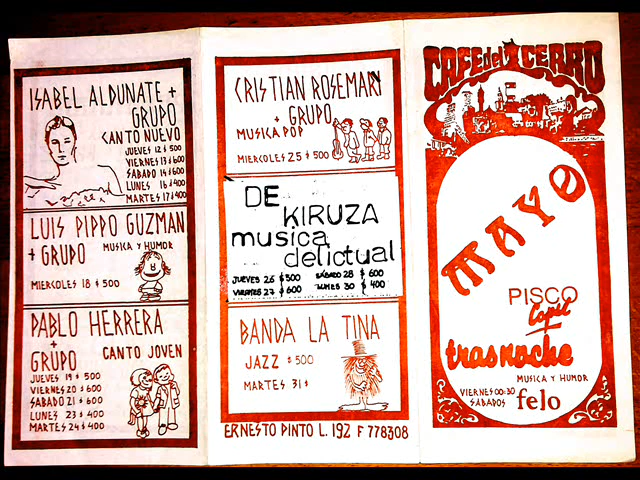 ISABEL ALDUNATE +
GRUPO
CANTO NUEVO
JUEVES 12 $ 500
VIERNES 13 $ 600
SABADO 14 $ 600
LUNES 16 $ 400
MARTES 17 $ 400
LUIS PIPPO GUZMAN
+ GRUPO MUSICA Y HUMOR
MIERCOLES 18 $ 500
PABLO HERRERA
+
GRUPO CANTO JOVEN
JUEVES 19 $ 500
VIERNES 20 $ 600
SABADO 21 $ 600
LUNES 23 $ 400
MARTES 24 $ 400
CRISTIAN ROSEMARY
+ GRUPO
MUSICA POP
MIERCOLES 25 $ 500
DE
KIRUZA
musica
delictual
JUEVES 26 $ 500 SÁBADO 28 $ 600
VIERNES 27 $ 600 LUNES 30 $ 400
BANDA LA TINA
JAZZ $ 500
MARTES 31 $
ERNESTO PINTO L. 192 F 778308
CAFE del CERRO
MAYO
PISCO
Capel
trasnoche
MUSICA Y HUMOR
VIERNES 00:30
SÁBADOS felo